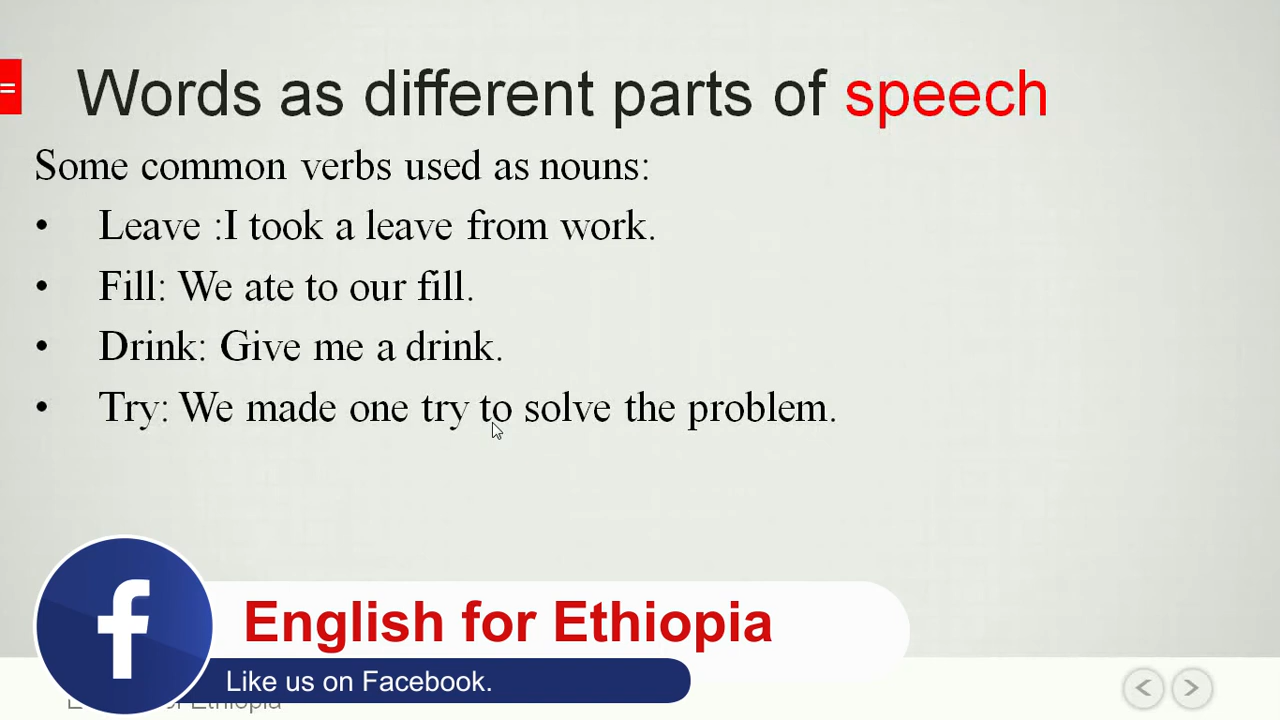 =
Words as different parts of speech
Some common verbs used as nouns:
• Leave :I took a leave from work.
• Fill: We ate to our fill.
• Drink: Give me a drink.
• Try: We made one try to solve the problem.
f
English for Ethiopia
Like us on Facebook.
Ethiopia